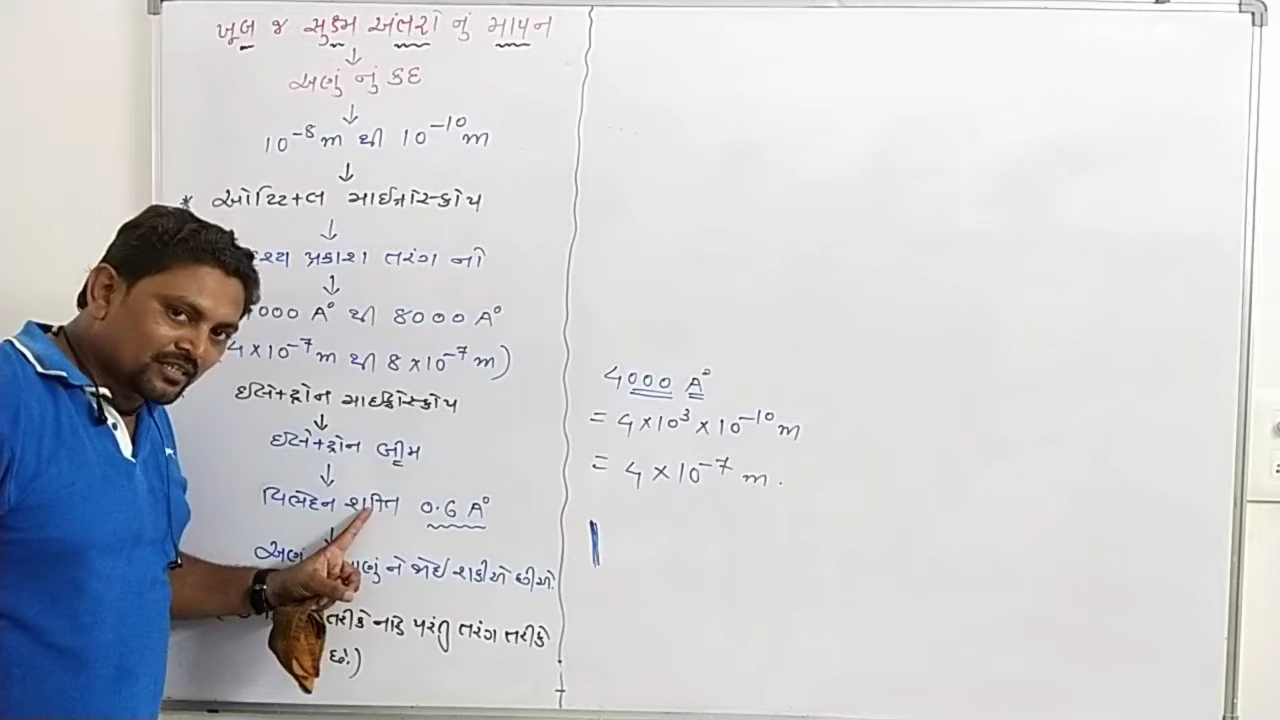 ખૂબ જ સુક્ષ્મ અંતરો નું માપન
↓
અણું નું કદ
↓
10⁻⁸ m થી 10⁻¹⁰ m
↓
* ઓપ્ટિકલ માઈક્રોસ્કોપ
↓
પ્રકાશ તરંગ નો
↓
000 A° થી 8000 A°
4×10⁻⁷ m થી 8×10⁻⁷ m)
ઈલેક્ટ્રોન માઈક્રોસ્કોપ
↓
ઈલેક્ટ્રોન બીમ
↓
વિભેદન શક્તિ 0.6 A°
↓
ને જોઈ શકીએ છીએ.
તરીકે નહિ પરંતુ તરંગ તરીકે
છે.)
4000 A°
= 4×10³×10⁻¹⁰ m
= 4×10⁻⁷ m.